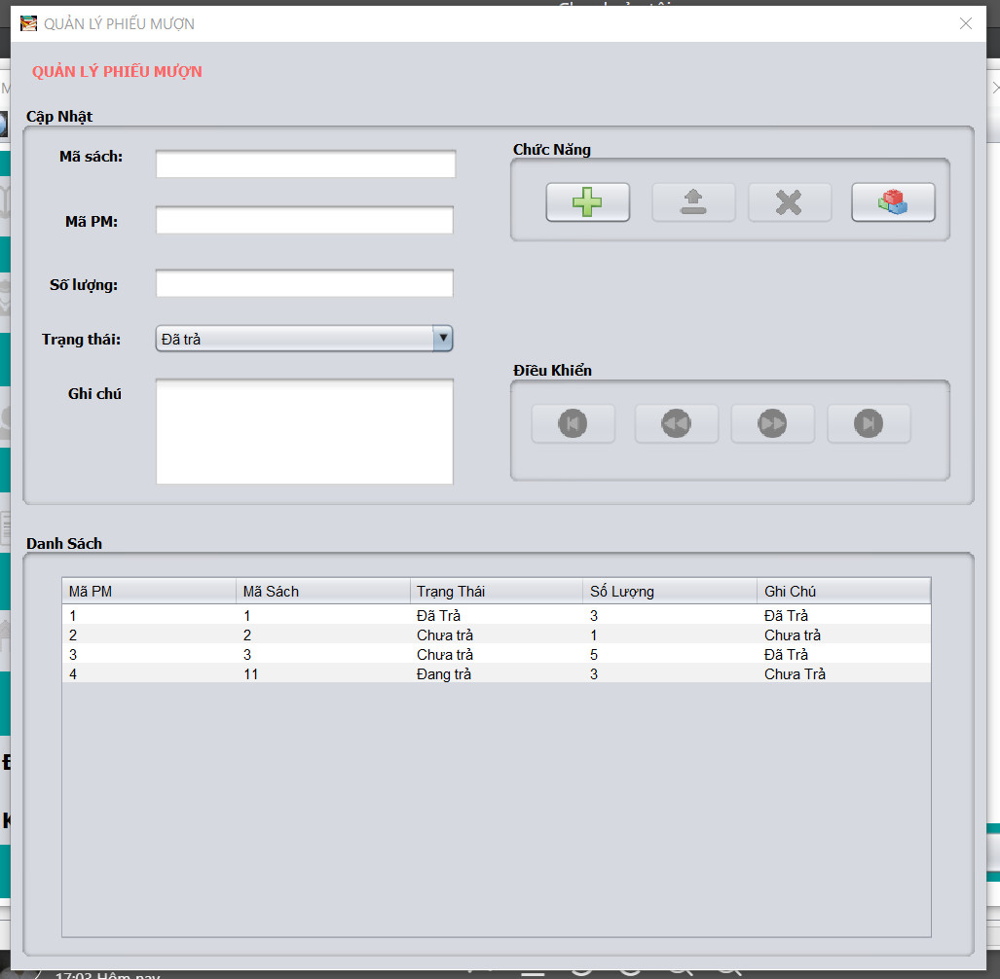 QUẢN LÝ PHIẾU MƯỢN
QUẢN LÝ PHIẾU MƯỢN
Cập Nhật
Mã sách:
Mã PM:
Số lượng:
Trạng thái:
Đã trả
Ghi chú
Chức Năng
Điều Khiển
Danh Sách
Mã PM Mã Sách Trạng Thái Số Lượng Ghi Chú
1 1 Đã Trả 3 Đã Trả
2 2 Chưa trả 1 Chưa trả
3 3 Chưa trả 5 Đã Trả
4 11 Đang trả 3 Chưa Trả
17:03 Hôm nay